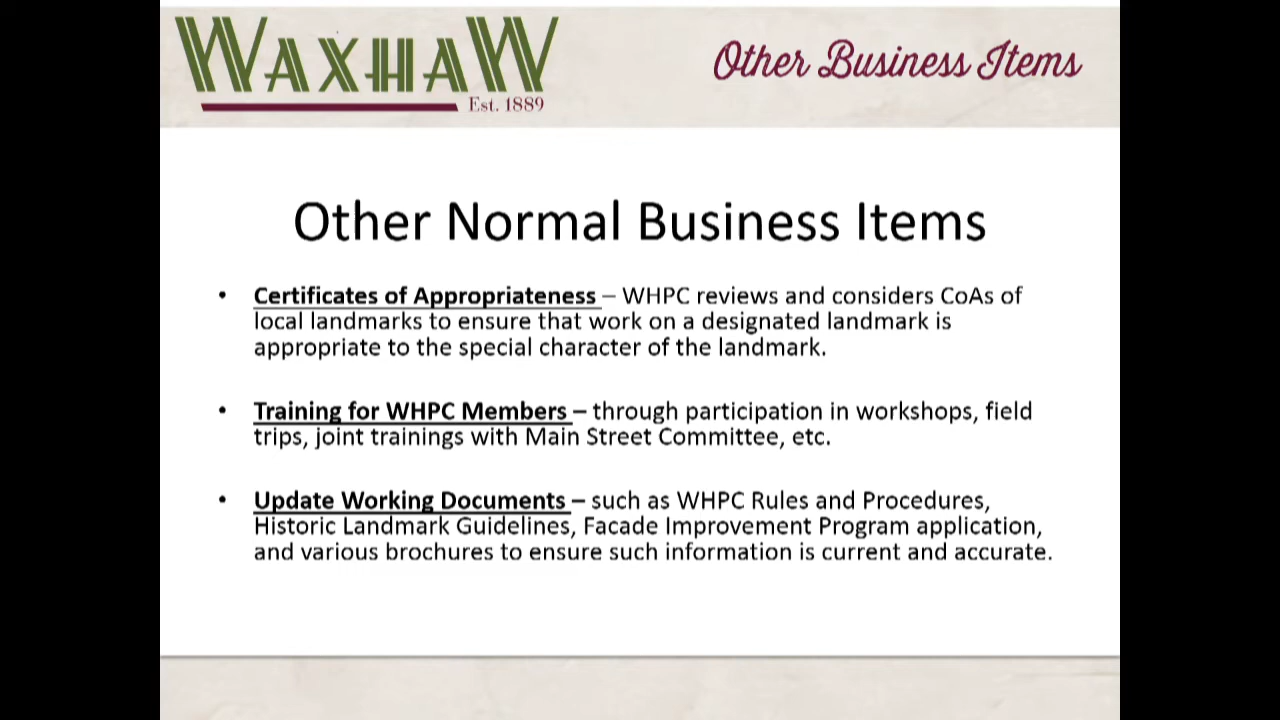 WAXHAW
Est. 1889
Other Business Items
Other Normal Business Items
• Certificates of Appropriateness – WHPC reviews and considers CoAs of
local landmarks to ensure that work on a designated landmark is
appropriate to the special character of the landmark.
• Training for WHPC Members – through participation in workshops, field
trips, joint trainings with Main Street Committee, etc.
• Update Working Documents – such as WHPC Rules and Procedures,
Historic Landmark Guidelines, Facade Improvement Program application,
and various brochures to ensure such information is current and accurate.